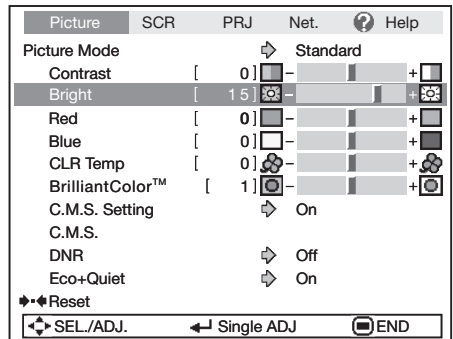 Picture SCR PRJ Net. ? Help
Picture Mode Standard
Contrast [ 0] - +
Bright [ 15] - +
Red [ 0] - +
Blue [ 0] - +
CLR Temp [ 0] - +
BrilliantColor™ [ 1] - +
C.M.S. Setting On
C.M.S.
DNR Off
Eco+Quiet On
Reset
SEL./ADJ. Single ADJ END